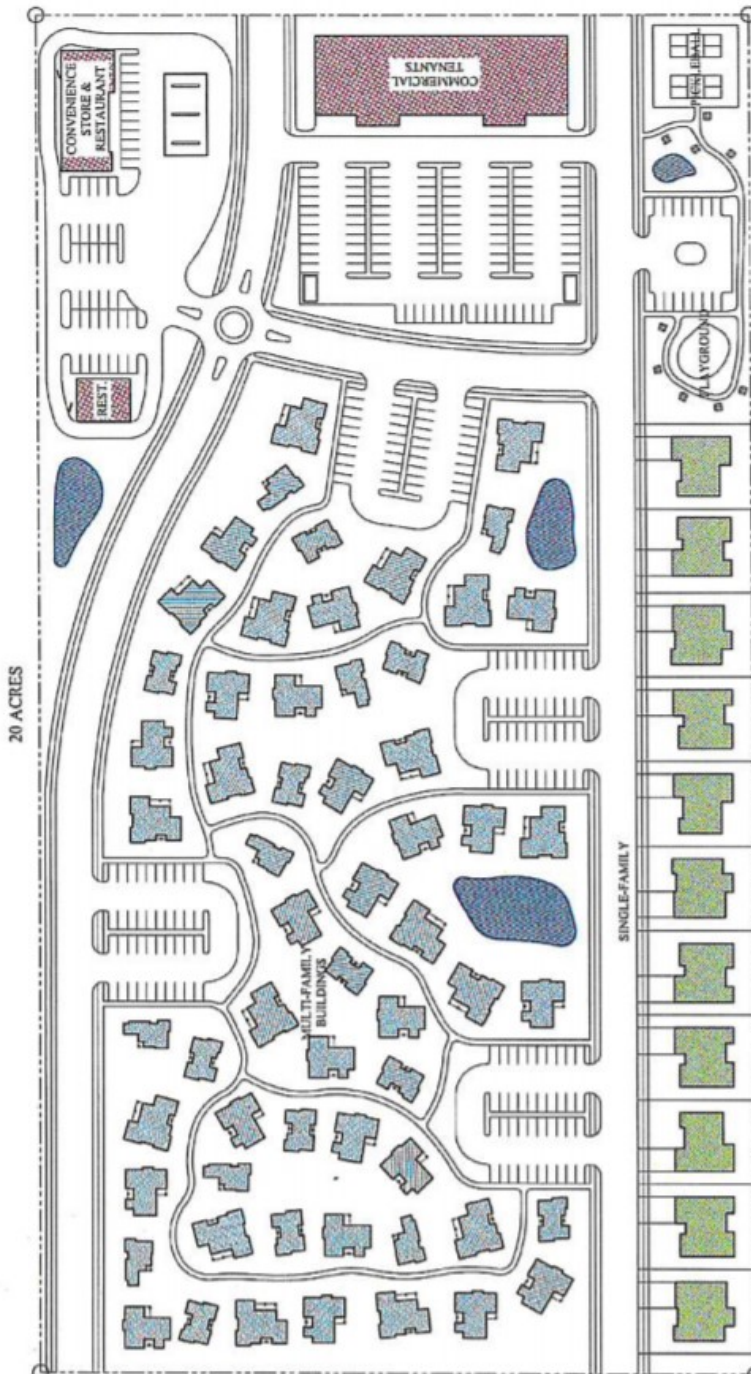 CONVENIENCE
STORE &
RESTAURANT
COMMERCIAL
TENANTS
PICKLEBALL
REST.
PLAYGROUND
20 ACRES
SINGLE-FAMILY
MULTI-FAMILY
BUILDINGS